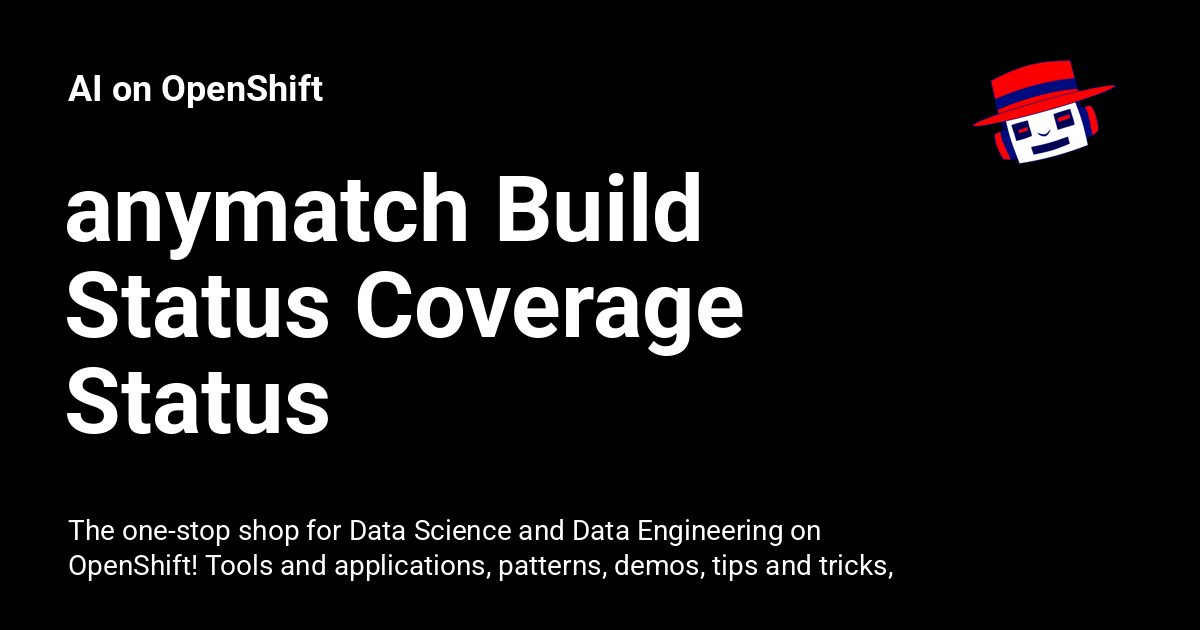 AI on OpenShift
anymatch Build
Status Coverage
Status
The one-stop shop for Data Science and Data Engineering on
OpenShift! Tools and applications, patterns, demos, tips and tricks,